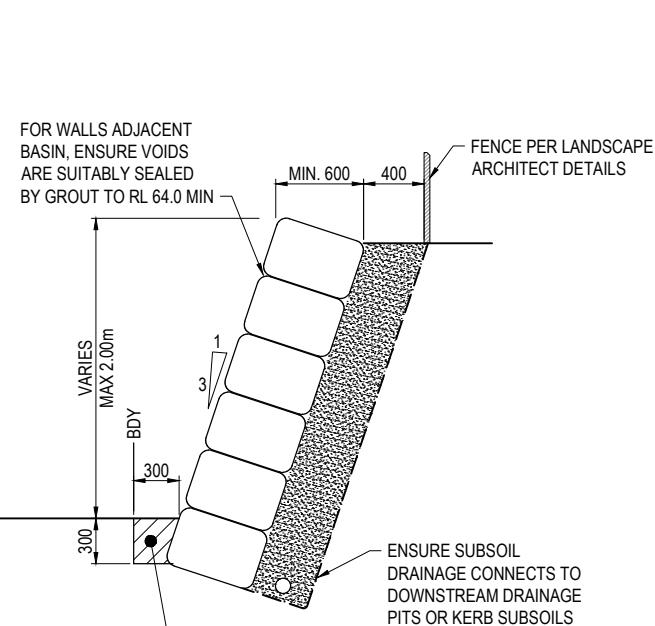 FOR WALLS ADJACENT
BASIN, ENSURE VOIDS
ARE SUITABLY SEALED
BY GROUT TO RL 64.0 MIN
MIN. 600
400
FENCE PER LANDSCAPE
ARCHITECT DETAILS
VARIES
MAX 2.00m
1
3
BDY
300
300
ENSURE SUBSOIL
DRAINAGE CONNECTS TO
DOWNSTREAM DRAINAGE
PITS OR KERB SUBSOILS